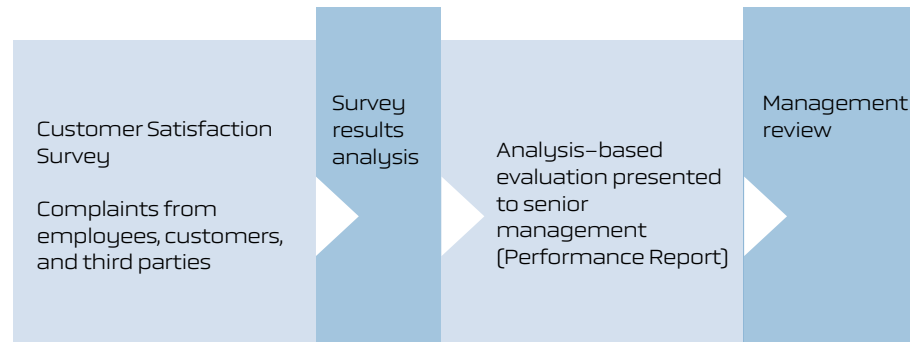 Customer Satisfaction
Survey
Complaints from
employees, customers,
and third parties
Survey
results
analysis
Analysis-based
evaluation presented
to senior
management
(Performance Report)
Management
review